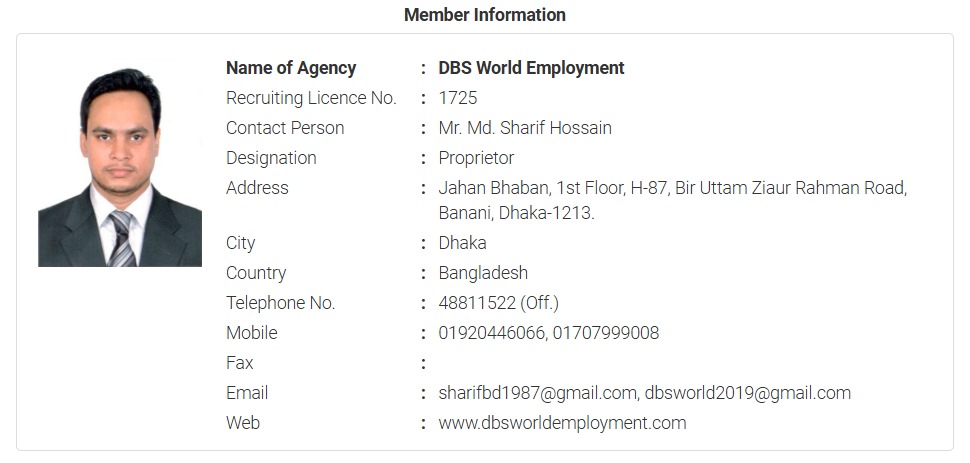 Member Information
Name of Agency : DBS World Employment
Recruiting Licence No. : 1725
Contact Person : Mr. Md. Sharif Hossain
Designation : Proprietor
Address : Jahan Bhaban, 1st Floor, H-87, Bir Uttam Ziaur Rahman Road,
Banani, Dhaka-1213.
City : Dhaka
Country : Bangladesh
Telephone No. : 48811522 (Off.)
Mobile : 01920446066, 01707999008
Fax :
Email : sharifbd1987@gmail.com, dbsworld2019@gmail.com
Web : www.dbsworldemployment.com